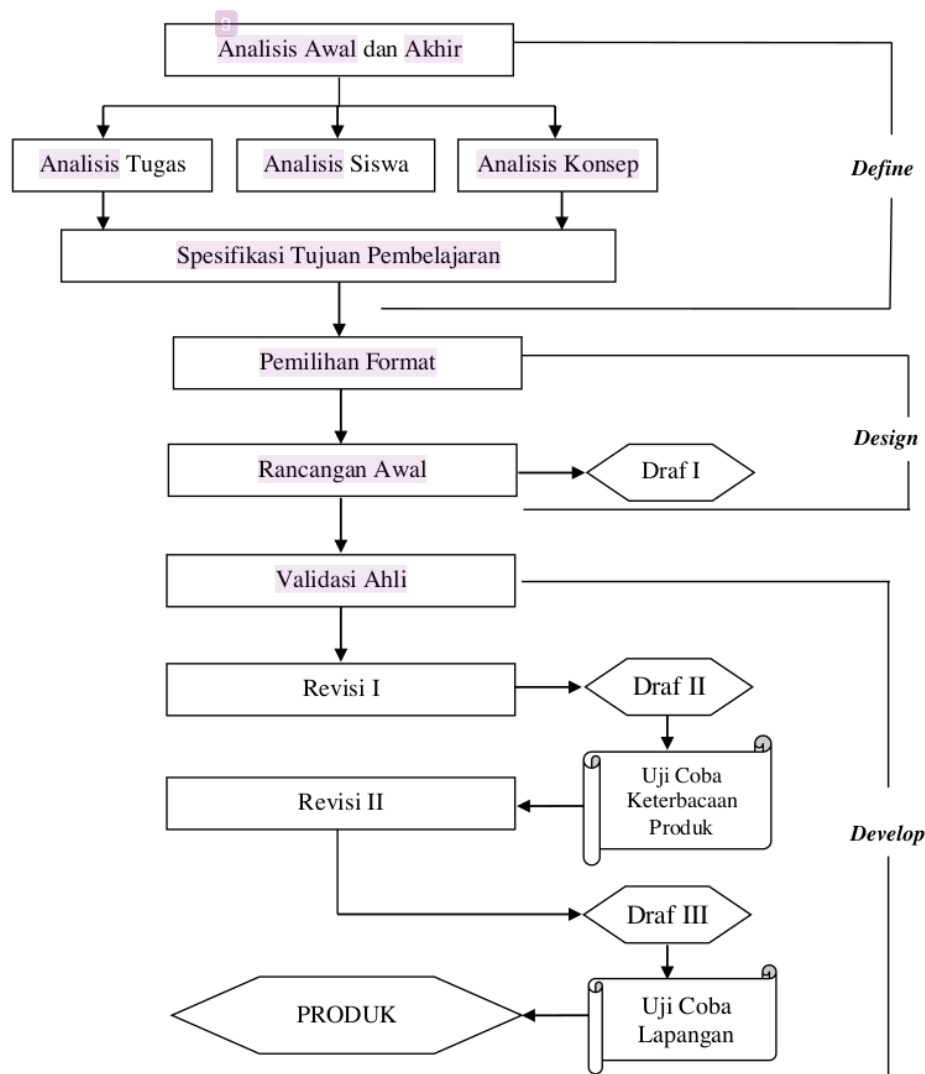 9
Analisis Awal dan Akhir
Analisis Tugas
Analisis Siswa
Analisis Konsep
Define
Spesifikasi Tujuan Pembelajaran
Pemilihan Format
Design
Rancangan Awal
Draf I
Validasi Ahli
Revisi I
Draf II
Uji Coba
Keterbacaan
Produk
Revisi II
Develop
Draf III
PRODUK
Uji Coba
Lapangan